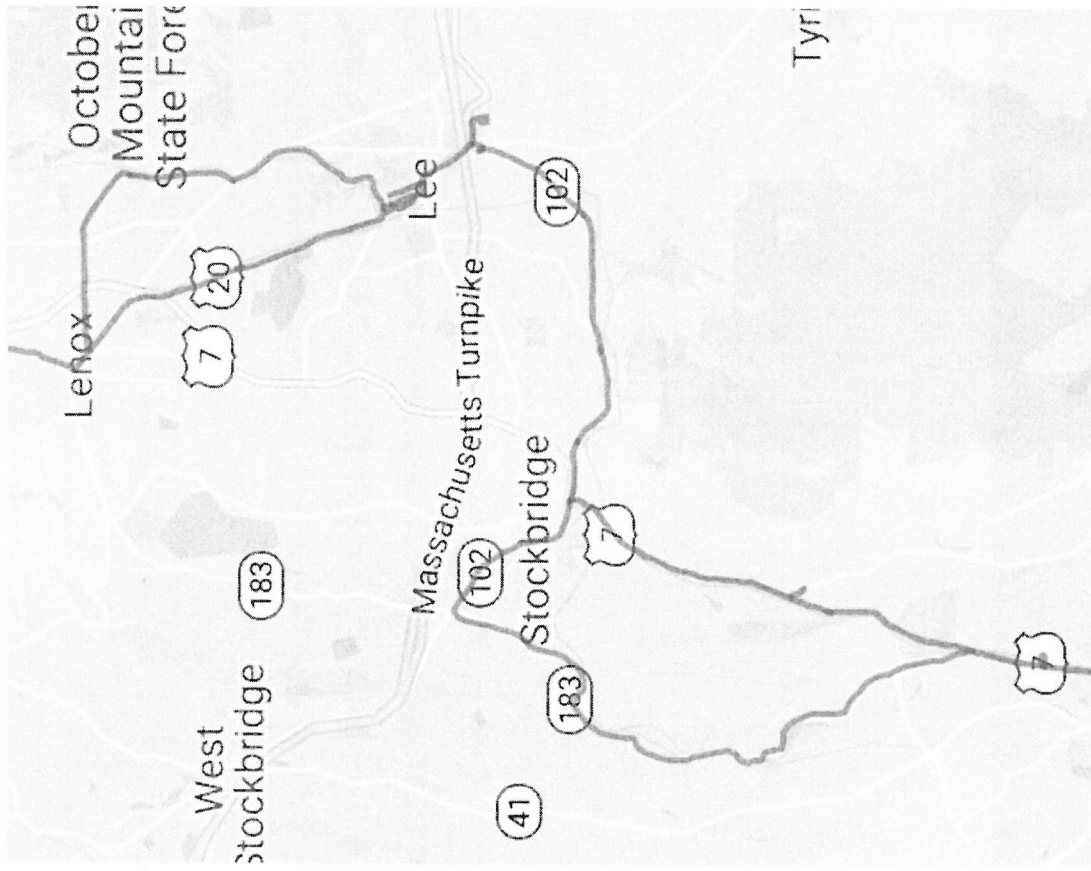 October
Mountai
State Fore
Tyri
Lenox
20
7
Lee
102
Massachusetts Turnpike
183
102
Stockbridge
7
West
Stockbridge
183
7
41